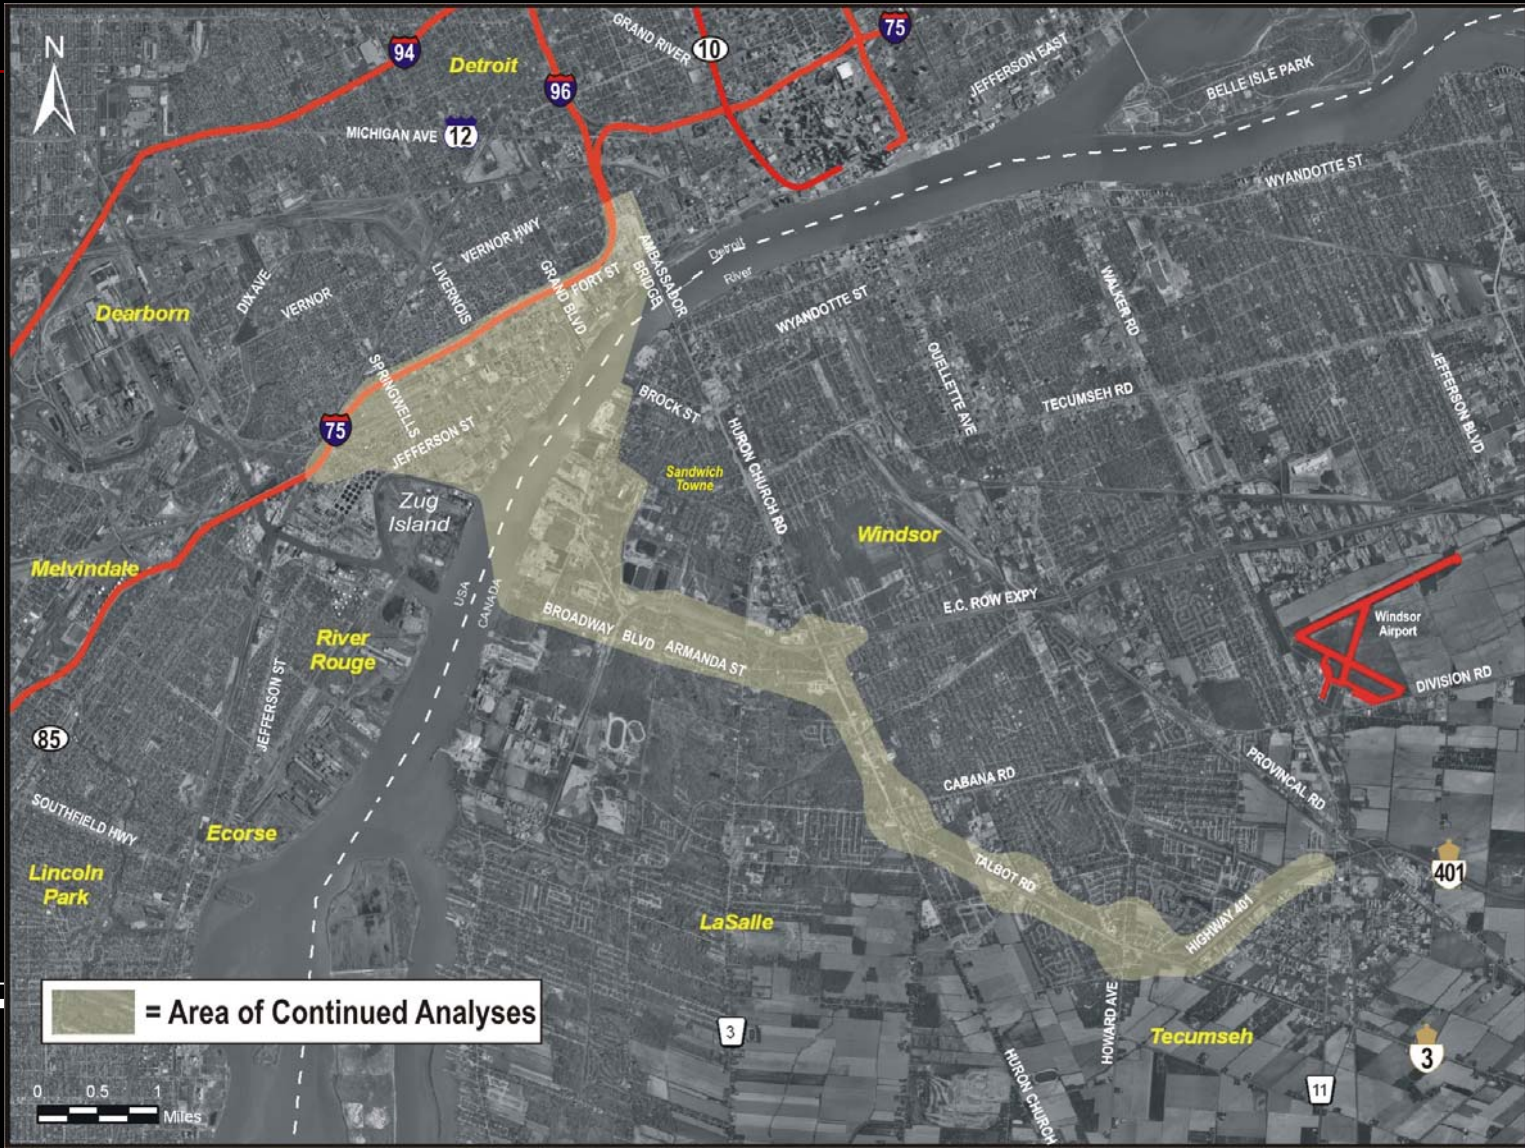 N
94
Detroit
96
GRAND RIVER
10
75
JEFFERSON EAST
BELLE ISLE PARK
MICHIGAN AVE
12
WYANDOTTE ST
VERNOR HWY
AMBASSADOR
BRIDGE
Detroit
River
DIX AVE
VERNOR
LIVERNOIS
GRAND BLVD
FORT ST
WALKER RD
Dearborn
WYANDOTTE ST
OUELLETTE AVE
JEFFERSON BLVD
SPRINGWELLS
TECUMSEH RD
BROCK ST
75
JEFFERSON ST
HURON CHURCH RD
Sandwich
Towne
Zug
Island
Windsor
Melvindale
USA
CANADA
E.C. ROW EXPY
BROADWAY BLVD
ARMANDA ST
Windsor
Airport
River
Rouge
DIVISION RD
JEFFERSON ST
85
CABANA RD
PROVINCAL RD
SOUTHFIELD HWY
Ecorse
TALBOT RD
401
Lincoln
Park
LaSalle
HIGHWAY 401
= Area of Continued Analyses
HOWARD AVE
3
Tecumseh
3
HURON CHURCH
11
0 0.5 1
Miles